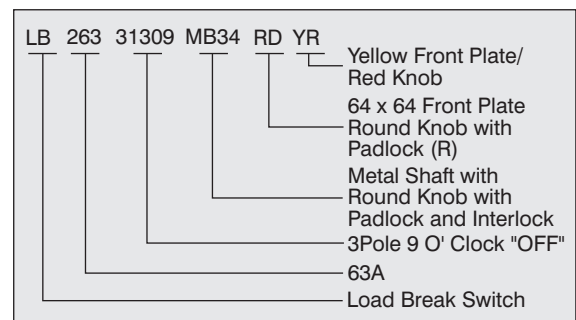 LB 263 31309 MB34 RD YR
Yellow Front Plate/
Red Knob
64 x 64 Front Plate
Round Knob with
Padlock (R)
Metal Shaft with
Round Knob with
Padlock and Interlock
3Pole 9 O' Clock "OFF"
63A
Load Break Switch